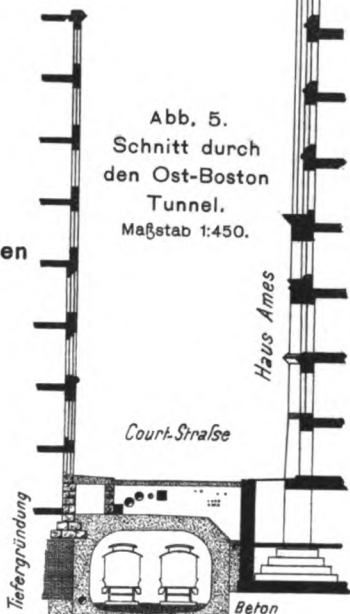 Abb. 5.
Schnitt durch
den Ost-Boston
Tunnel.
Maßstab 1:450.
en
Haus Ames
Court-Straſse
Tiefergründung
Beton